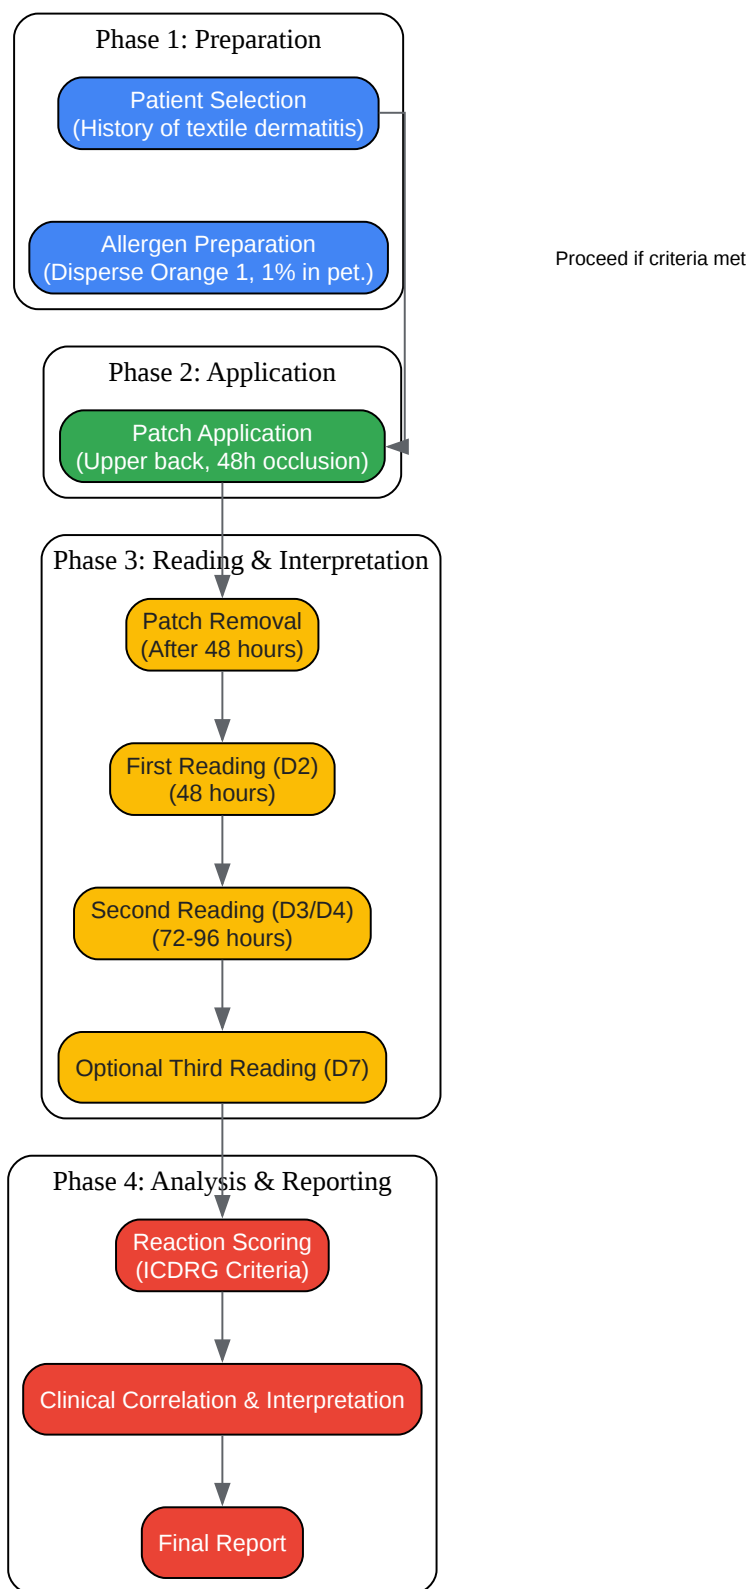 Phase 1: Preparation
Patient Selection
(History of textile dermatitis)
Allergen Preparation
(Disperse Orange 1, 1% in pet.)
Proceed if criteria met
Phase 2: Application
Patch Application
(Upper back, 48h occlusion)
Phase 3: Reading & Interpretation
Patch Removal
(After 48 hours)
First Reading (D2)
(48 hours)
Second Reading (D3/D4)
(72-96 hours)
Optional Third Reading (D7)
Phase 4: Analysis & Reporting
Reaction Scoring
(ICDRG Criteria)
Clinical Correlation & Interpretation
Final Report